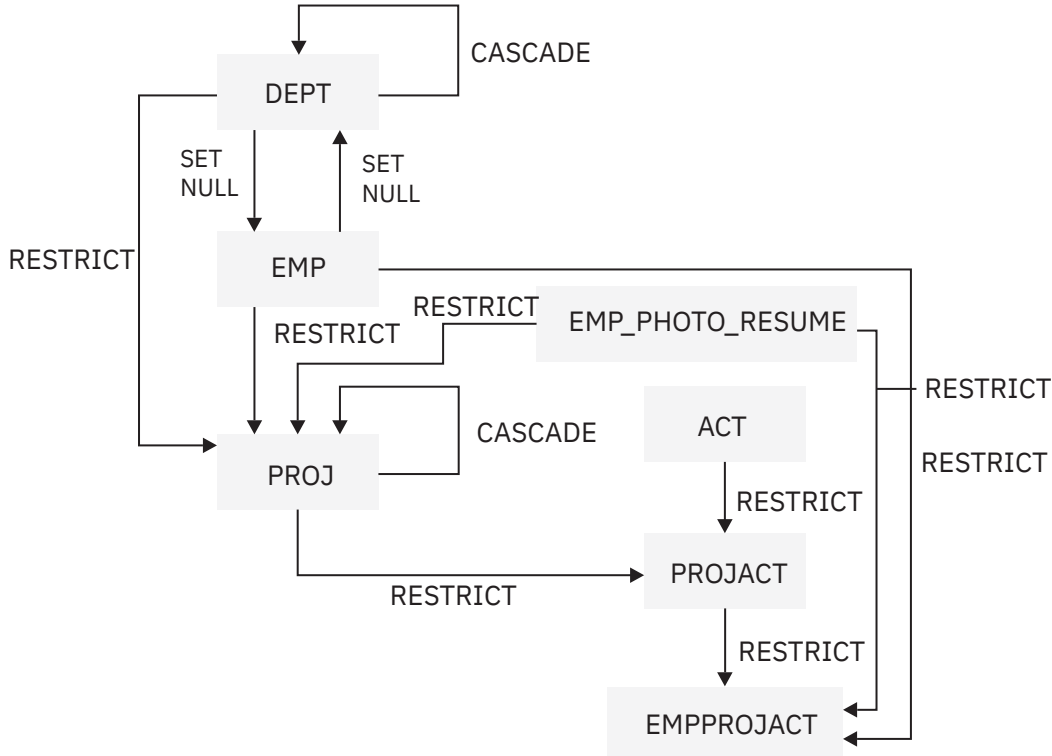 CASCADE
DEPT
SET
NULL
SET
NULL
RESTRICT
EMP
RESTRICT
RESTRICT
EMP_PHOTO_RESUME
RESTRICT
ACT
CASCADE
RESTRICT
PROJ
RESTRICT
PROJACT
RESTRICT
RESTRICT
EMPPROJACT